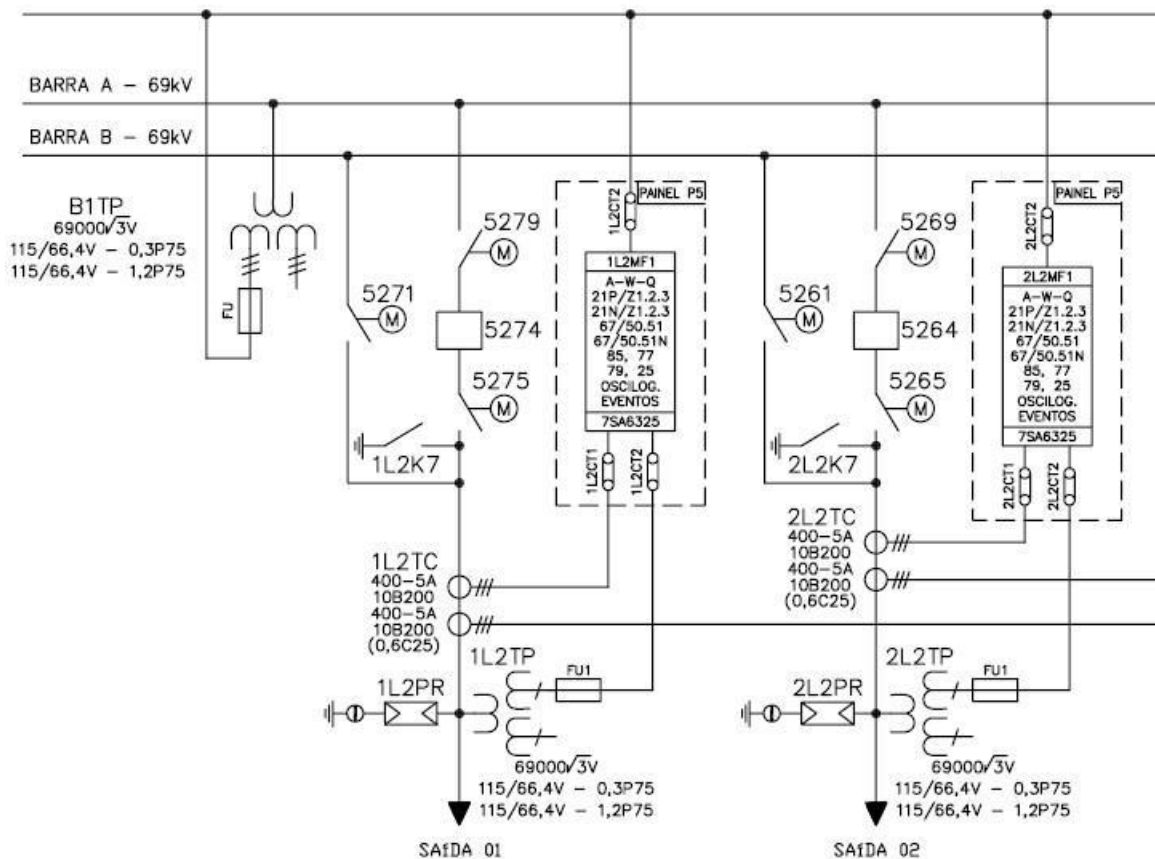 BARRA A - 69kV
BARRA B - 69kV
B1TP
69000/√3V
115/66,4V - 0,3P75
115/66,4V - 1,2P75
FU
5271
M
5279
M
5274
5275
M
1L2K7
PAINEL P5
1L2CT2
1L2MF1
A-W-Q
21P/Z1.2.3
21N/Z1.2.3
67/50.51
67/50.51N
85, 77
79, 25
OSCILOG.
EVENTOS
7SA6325
1L2CT1
1L2CT2
1L2TC
400-5A
10B200
400-5A
10B200
(0,6C25)
1L2TP
FU1
1L2PR
69000/√3V
115/66,4V - 0,3P75
115/66,4V - 1,2P75
SAÍDA 01
5261
M
5269
M
5264
5265
M
2L2K7
PAINEL P5
2L2CT2
2L2MF1
A-W-Q
21P/Z1.2.3
21N/Z1.2.3
67/50.51
67/50.51N
85, 77
79, 25
OSCILOG.
EVENTOS
7SA6325
2L2CT1
2L2CT2
2L2TC
400-5A
10B200
400-5A
10B200
(0,6C25)
2L2TP
FU1
2L2PR
69000/√3V
115/66,4V - 0,3P75
115/66,4V - 1,2P75
SAÍDA 02